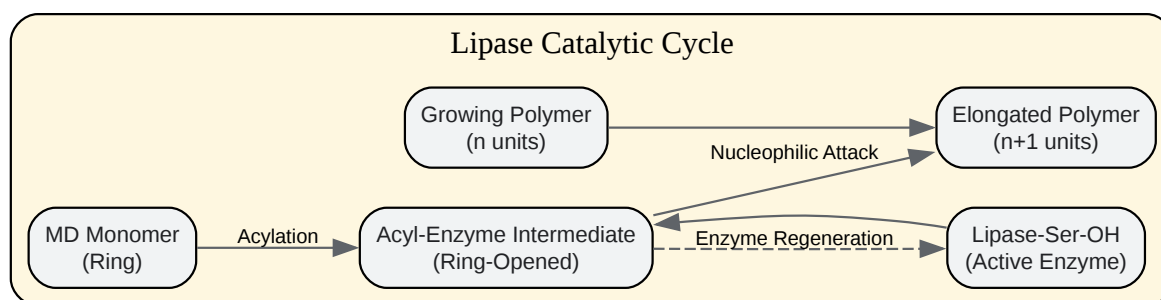 Lipase Catalytic Cycle
Growing Polymer
(n units)
Elongated Polymer
(n+1 units)
Nucleophilic Attack
MD Monomer
(Ring)
Acylation
Acyl-Enzyme Intermediate
(Ring-Opened)
Enzyme Regeneration
Lipase-Ser-OH
(Active Enzyme)